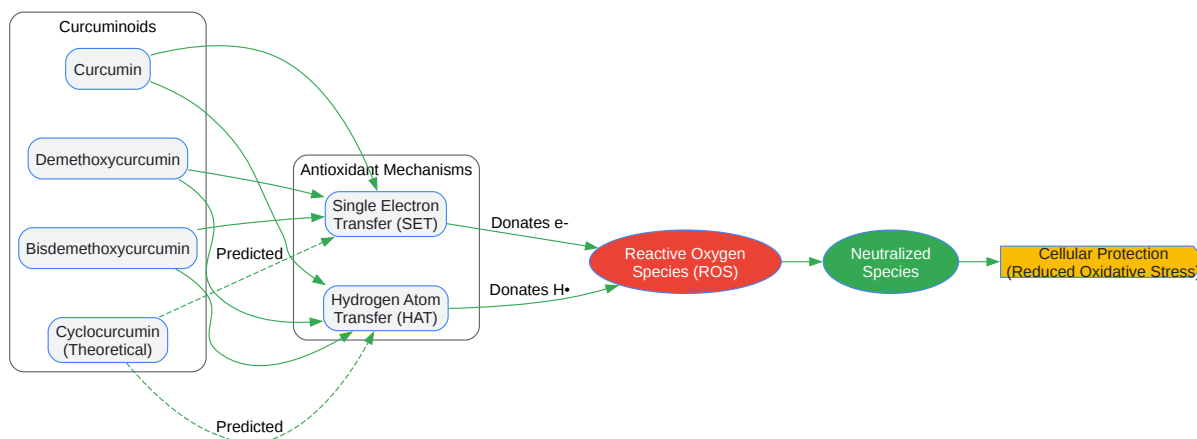 Curcuminoids
Curcumin
Demethoxycurcumin
Bisdemethoxycurcumin
Cyclocurcumin
(Theoretical)
Predicted
Predicted
Antioxidant Mechanisms
Single Electron
Transfer (SET)
Hydrogen Atom
Transfer (HAT)
Donates e-
Donates H•
Reactive Oxygen
Species (ROS)
Neutralized
Species
Cellular Protection
(Reduced Oxidative Stress)